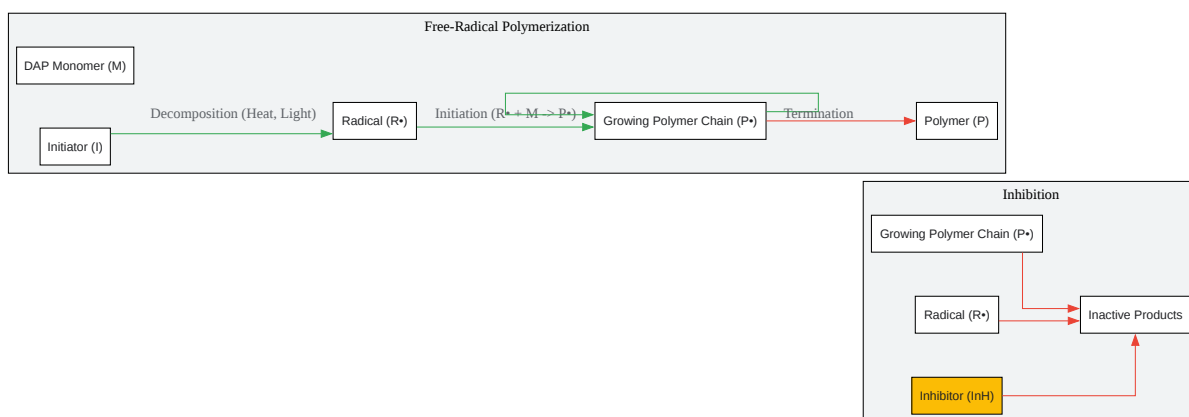 Free-Radical Polymerization
DAP Monomer (M)
Decomposition (Heat, Light)
Initiator (I)
Radical (R•)
Initiation (R• + M -> P•)
Growing Polymer Chain (P•)
Termination
Polymer (P)
Inhibition
Growing Polymer Chain (P•)
Radical (R•)
Inactive Products
Inhibitor (InH)